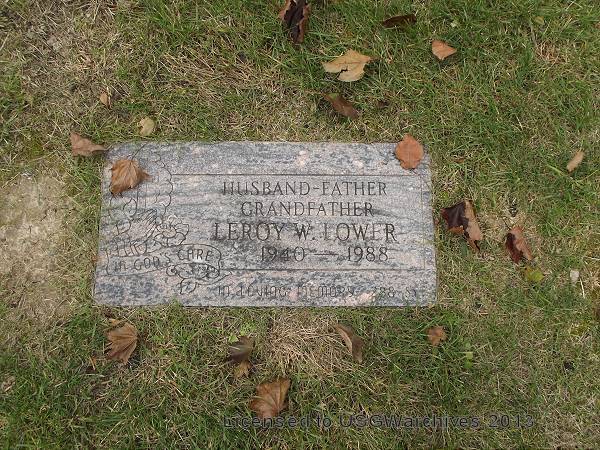 HUSBAND-FATHER
GRANDFATHER
LEROY W. LOWER
1940 — 1988
IN GOD'S CARE
IN LOVING MEMORY
Licensed to USGWarchives 2013